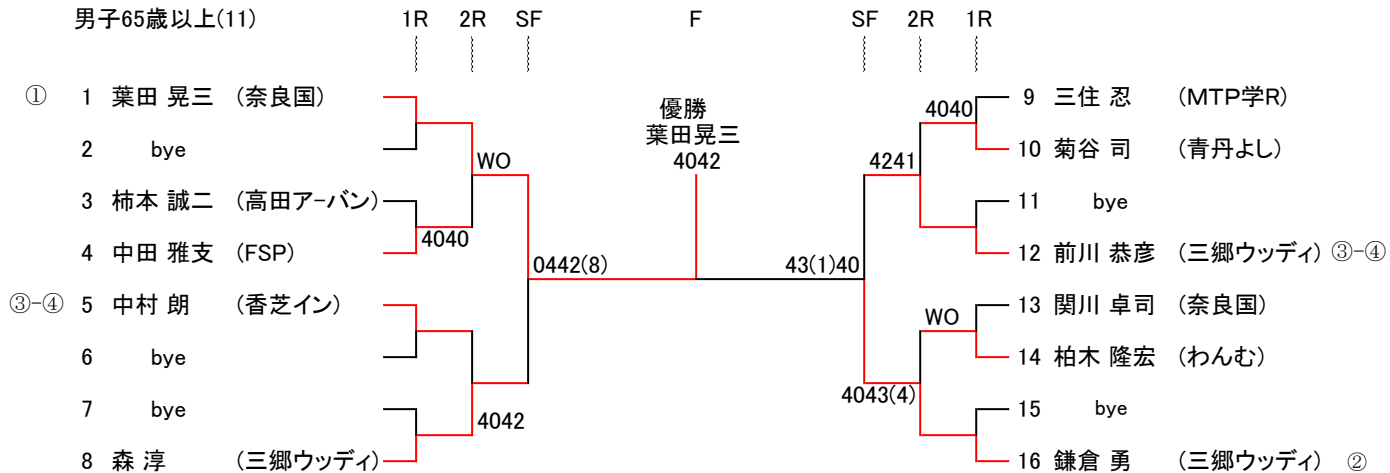 男子65歳以上(11) 1R 2R SF F SF 2R 1R
① 1 葉田 晃三 (奈良国)
2 bye
3 柿本 誠二 (高田ア-バン)
4 中田 雅支 (FSP)
③-④ 5 中村 朗 (香芝イン)
6 bye
7 bye
8 森 淳 (三郷ウッディ)
WO
4040
4042
0442(8)
優勝
葉田晃三
4042
43(1)40
4040
4241
WO
4043(4)
9 三住 忍 (MTP学R)
10 菊谷 司 (青丹よし)
11 bye
12 前川 恭彦 (三郷ウッディ) ③-④
13 関川 卓司 (奈良国)
14 柏木 隆宏 (わんむ)
15 bye
16 鎌倉 勇 (三郷ウッディ) ②